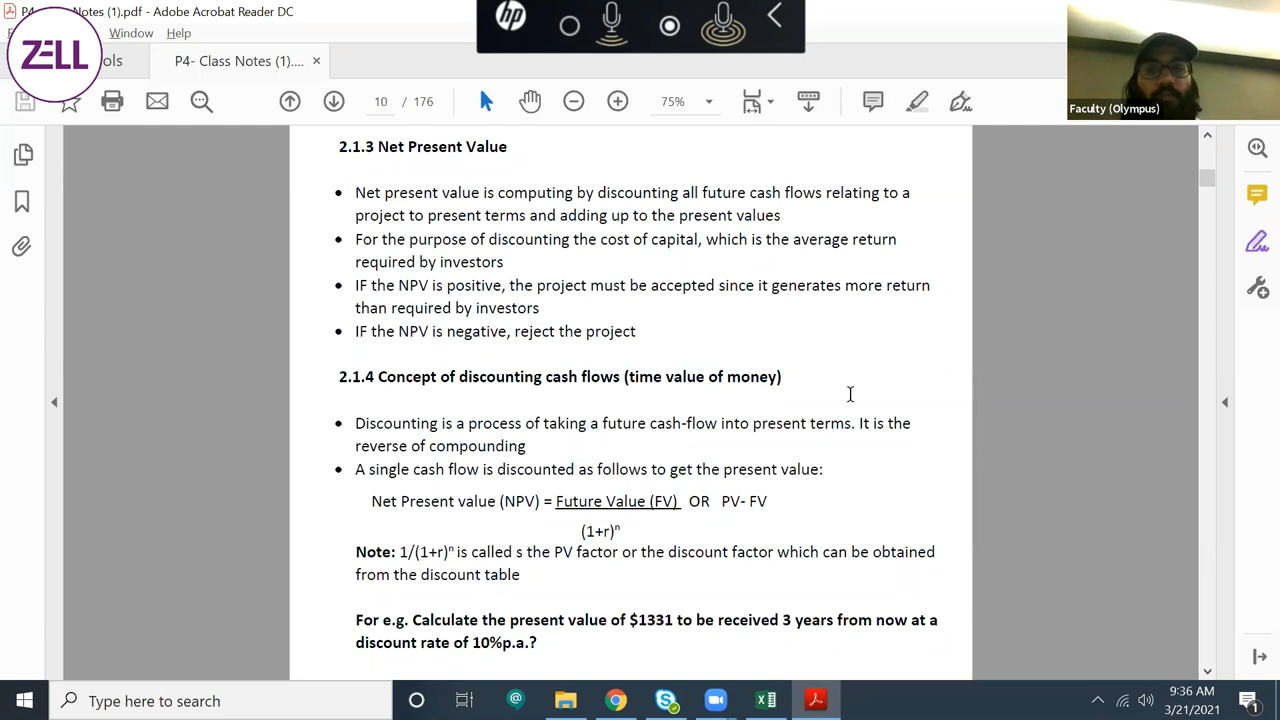 P4- Class Notes (1).pdf - Adobe Acrobat Reader DC
Window Help
ZELL
P4- Class Notes (1)....
10 / 176
75%
hp
Faculty (Olympus)
2.1.3 Net Present Value
• Net present value is computing by discounting all future cash flows relating to a
project to present terms and adding up to the present values
• For the purpose of discounting the cost of capital, which is the average return
required by investors
• IF the NPV is positive, the project must be accepted since it generates more return
than required by investors
• IF the NPV is negative, reject the project
2.1.4 Concept of discounting cash flows (time value of money)
• Discounting is a process of taking a future cash-flow into present terms. It is the
reverse of compounding
• A single cash flow is discounted as follows to get the present value:
Net Present value (NPV) = Future Value (FV) OR PV- FV
(1+r)ⁿ
Note: 1/(1+r)ⁿ is called s the PV factor or the discount factor which can be obtained
from the discount table
For e.g. Calculate the present value of $1331 to be received 3 years from now at a
discount rate of 10%p.a.?
Type here to search
9:36 AM
3/21/2021
1